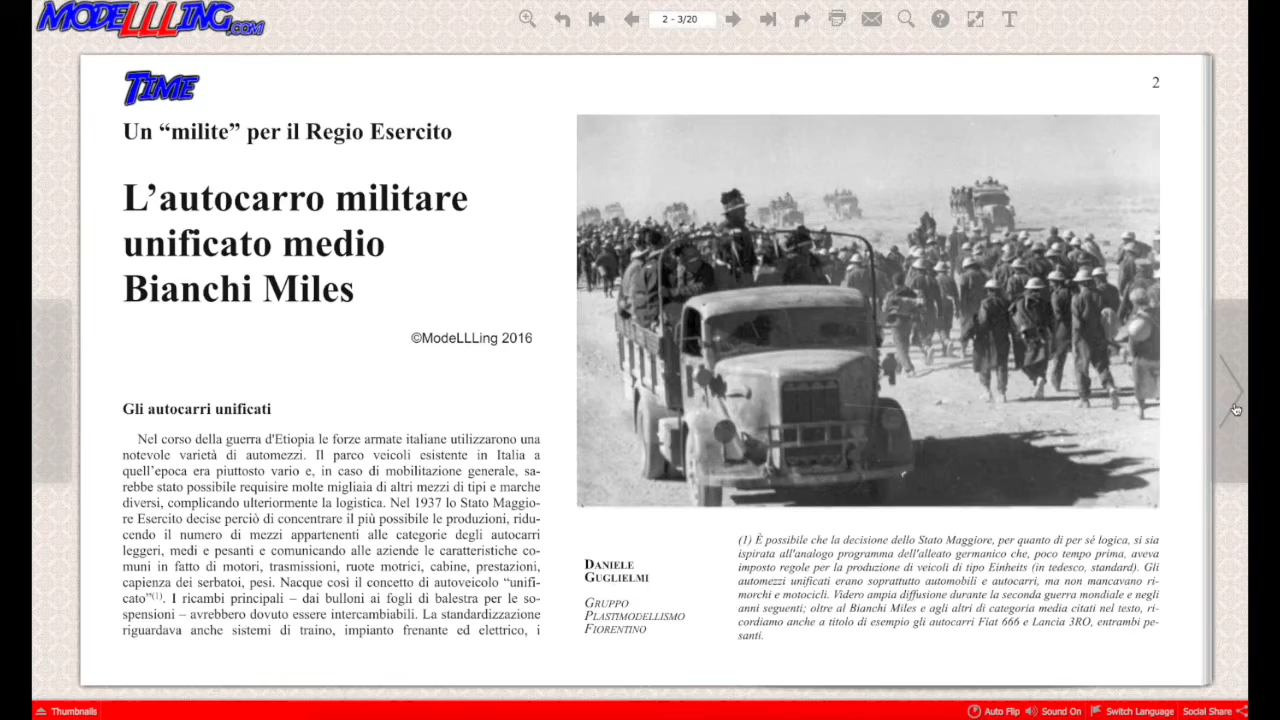 MODELLLING.COM
2 - 3/20
TIME
2
Un “milite” per il Regio Esercito
L’autocarro militare
unificato medio
Bianchi Miles
©ModeLLLing 2016
Gli autocarri unificati
Nel corso della guerra d'Etiopia le forze armate italiane utilizzarono una
notevole varietà di automezzi. Il parco veicoli esistente in Italia a
quell’epoca era piuttosto vario e, in caso di mobilitazione generale, sa-
rebbe stato possibile requisire molte migliaia di altri mezzi di tipi e marche
diversi, complicando ulteriormente la logistica. Nel 1937 lo Stato Maggio-
re Esercito decise perciò di concentrare il più possibile le produzioni, ridu-
cendo il numero di mezzi appartenenti alle categorie degli autocarri
leggeri, medi e pesanti e comunicando alle aziende le caratteristiche co-
muni in fatto di motori, trasmissioni, ruote motrici, cabine, prestazioni,
capienza dei serbatoi, pesi. Nacque così il concetto di autoveicolo “unifi-
cato”(1). I ricambi principali – dai bulloni ai fogli di balestra per le so-
spensioni – avrebbero dovuto essere intercambiabili. La standardizzazione
riguardava anche sistemi di traino, impianto frenante ed elettrico, i
DANIELE
GUGLIELMI
GRUPPO
PLASTIMODELLISMO
FIORENTINO
(1) È possibile che la decisione dello Stato Maggiore, per quanto di per sé logica, si sia
ispirata all'analogo programma dell'alleato germanico che, poco tempo prima, aveva
imposto regole per la produzione di veicoli di tipo Einheits (in tedesco, standard). Gli
automezzi unificati erano soprattutto automobili e autocarri, ma non mancavano ri-
morchi e motocicli. Videro ampia diffusione durante la seconda guerra mondiale e negli
anni seguenti; oltre al Bianchi Miles e agli altri di categoria media citati nel testo, ri-
cordiamo anche a titolo di esempio gli autocarri Fiat 666 e Lancia 3RO, entrambi pe-
santi.
Thumbnails
Auto Flip
Sound On
Switch Language
Social Share